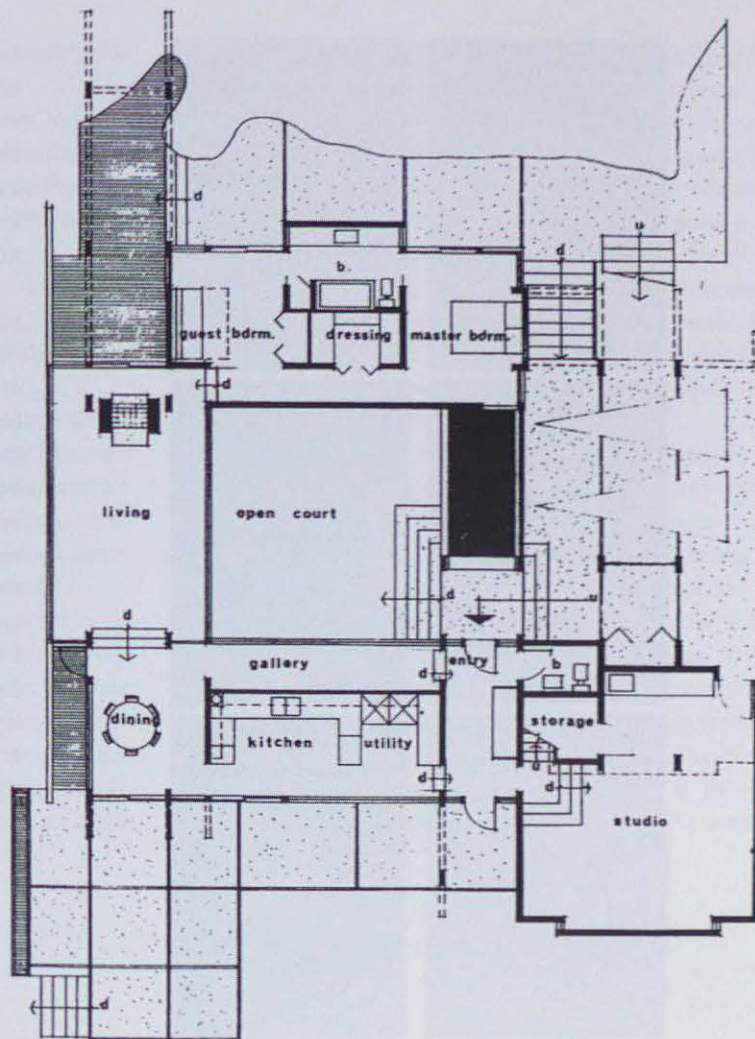 d
u
d
b.
guest bdrm.
dressing
master bdrm.
d
living
open court
d
u
d
gallery
d
entry
b
dining
storage
kitchen
utility
u
d
d
studio
d